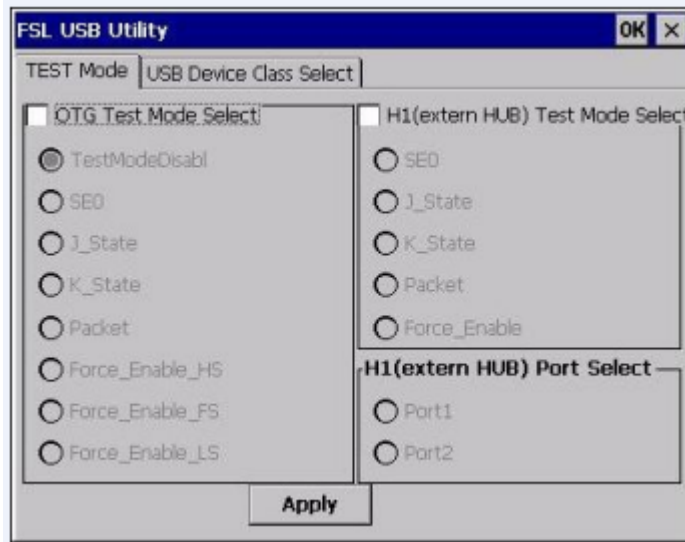 FSL USB Utility OK ×
TEST Mode USB Device Class Select
OTG Test Mode Select
TestModeDisabl
SE0
J_State
K_State
Packet
Force_Enable_HS
Force_Enable_FS
Force_Enable_LS
H1(extern HUB) Test Mode Select
SE0
J_State
K_State
Packet
Force_Enable
H1(extern HUB) Port Select
Port1
Port2
Apply